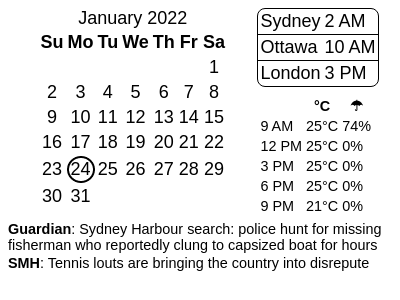 January 2022
Su Mo Tu We Th Fr Sa
1
2 3 4 5 6 7 8
9 10 11 12 13 14 15
16 17 18 19 20 21 22
23 24 25 26 27 28 29
30 31
Sydney 2 AM
Ottawa 10 AM
London 3 PM
°C ☂
9 AM 25°C 74%
12 PM 25°C 0%
3 PM 25°C 0%
6 PM 25°C 0%
9 PM 21°C 0%
Guardian: Sydney Harbour search: police hunt for missing
fisherman who reportedly clung to capsized boat for hours
SMH: Tennis louts are bringing the country into disrepute